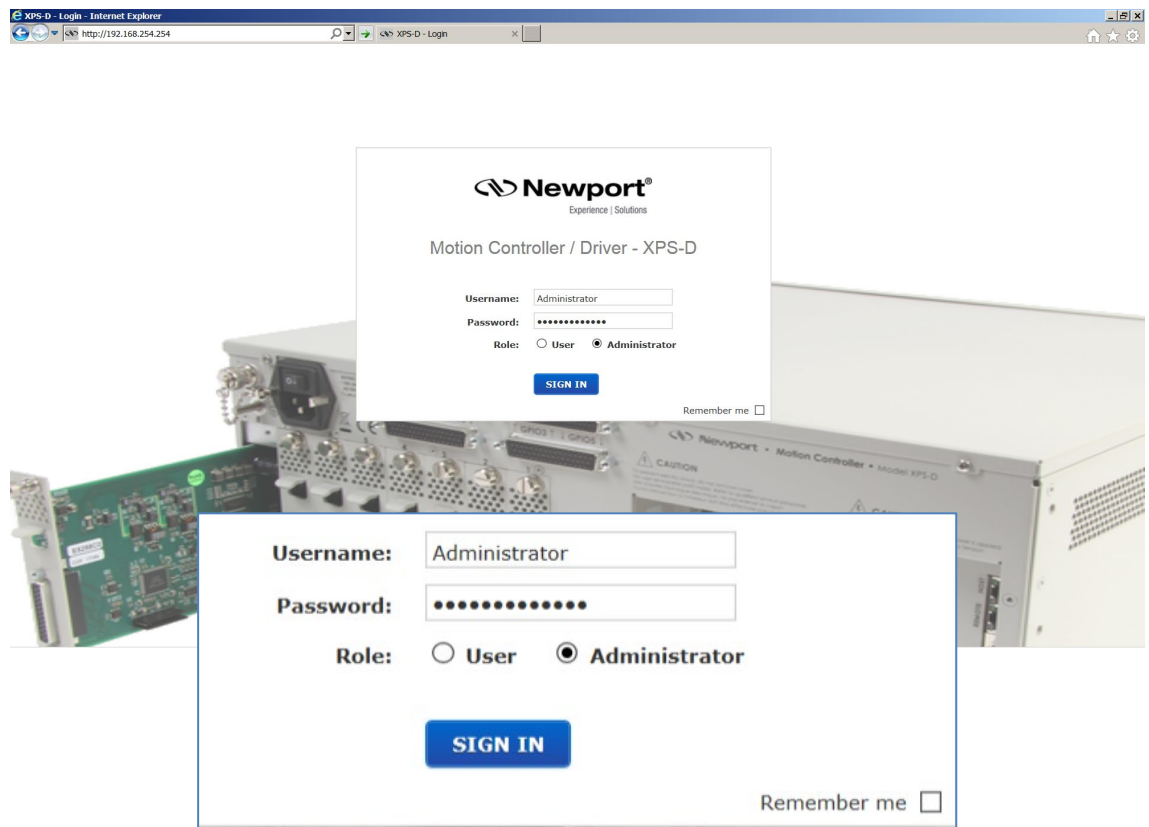 XPS-D - Login - Internet Explorer
http://192.168.254.254
XPS-D - Login
Newport®
Experience | Solutions
Motion Controller / Driver - XPS-D
Username: Administrator
Password: •••••••••••••
Role: User Administrator
SIGN IN
Remember me
GPIO3
GPIO5
Newport • Motion Controller • Model XPS-D
CAUTION
Username: Administrator
Password: •••••••••••••
Role: User Administrator
SIGN IN
Remember me